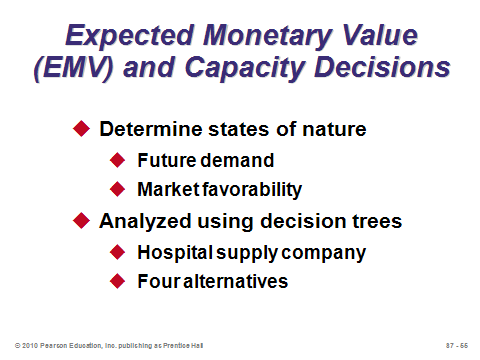 Expected Monetary Value
(EMV) and Capacity Decisions
Determine states of nature
Future demand
Market favorability
Analyzed using decision trees
Hospital supply company
Four alternatives
© 2010 Pearson Education, Inc. publishing as Prentice Hall
S7 - 55